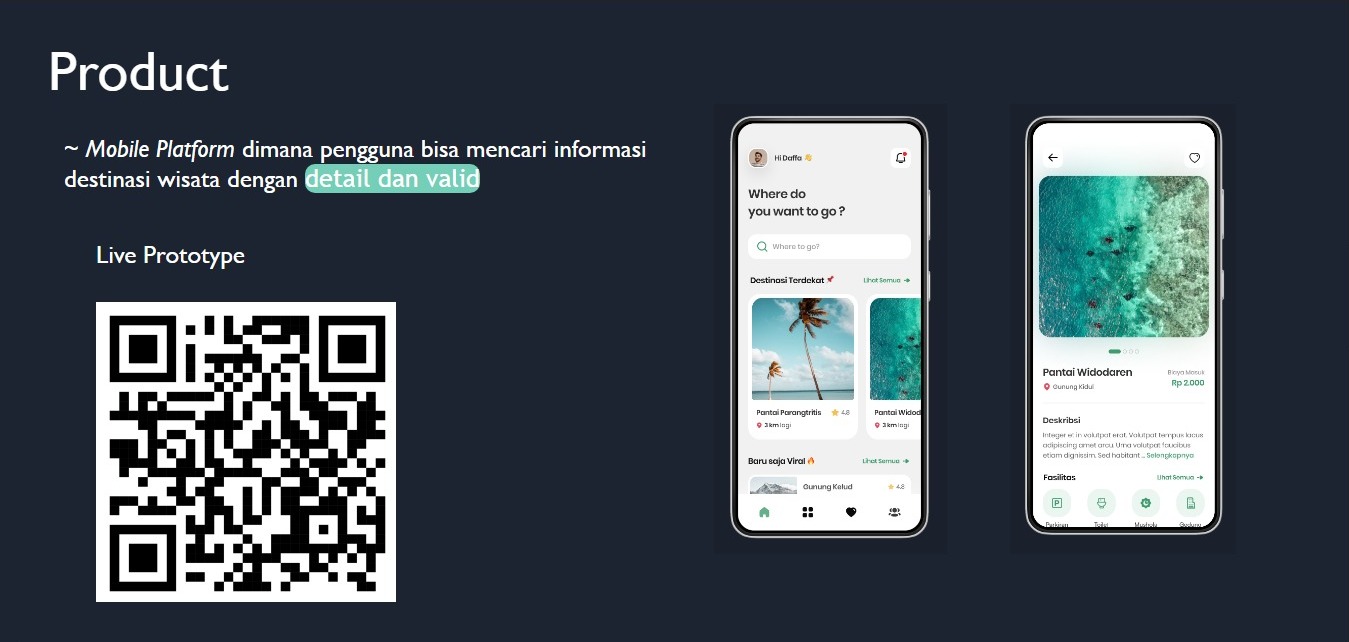 Product
~ Mobile Platform dimana pengguna bisa mencari informasi
destinasi wisata dengan detail dan valid
Live Prototype
Hi Daffa 👋
Where do
you want to go ?
Where to go?
Destinasi Terdekat 📌
Lihat Semua →
Pantai Parangtritis
⭐ 4.8
3 km lagi
Pantai Widod
3 km lagi
Baru saja Viral 🔥
Lihat Semua →
Gunung Kelud
⭐ 4.8
Pantai Widodaren
Gunung Kidul
Biaya Masuk
Rp 2.000
Deskribsi
Integer et in volutpat erat. Volutpat tempus lacus
adipiscing amet arcu. Urna volutpat faucibus
etiam dignissim. Sed habitant ... Selengkapnya
Fasilitas
Lihat Semua →
P
Parkiran
Toilet
Mushola
Gedung